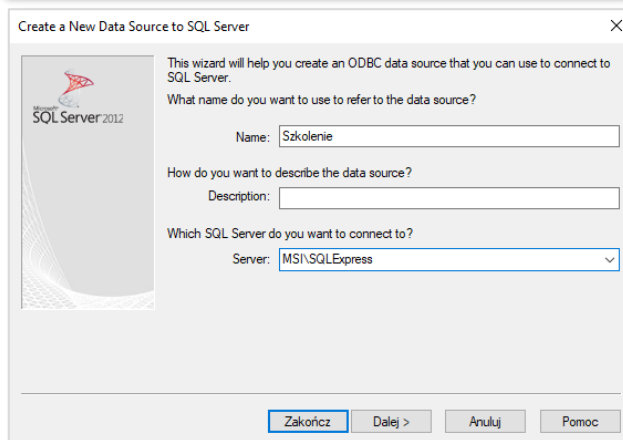 Create a New Data Source to SQL Server
This wizard will help you create an ODBC data source that you can use to connect to
SQL Server.
What name do you want to use to refer to the data source?
Microsoft
SQL Server 2012
Name: Szkolenie
How do you want to describe the data source?
Description:
Which SQL Server do you want to connect to?
Server: MSI\SQLExpress
Zakończ Dalej > Anuluj Pomoc